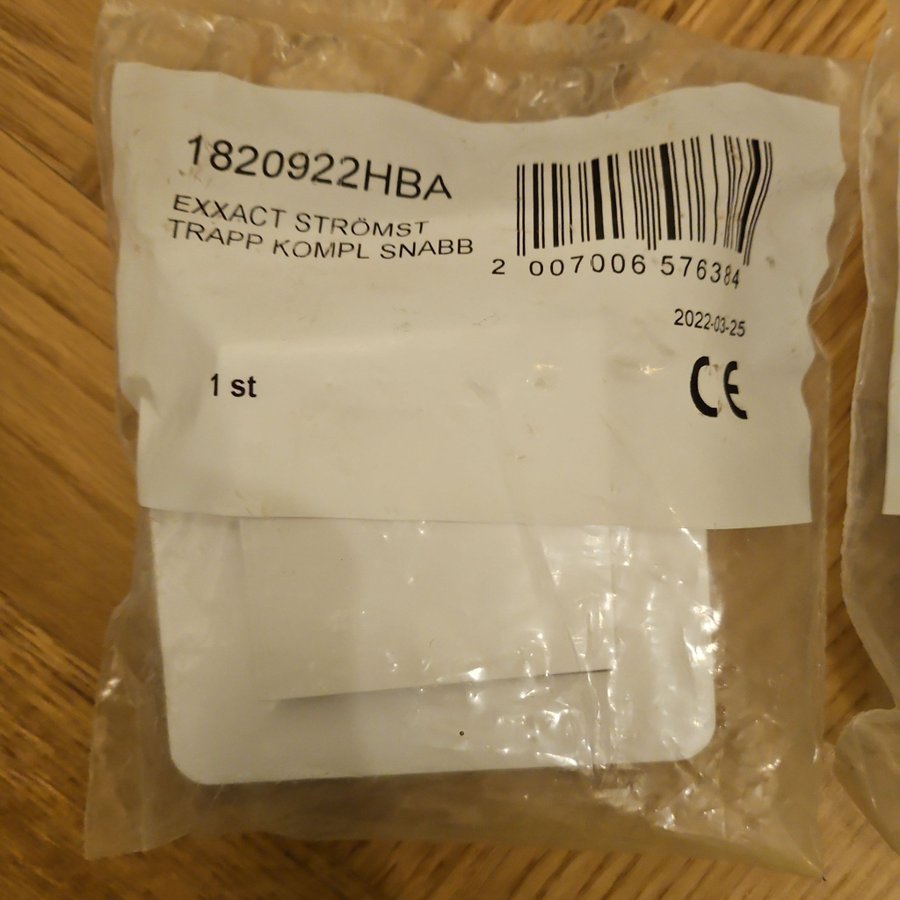 1820922HBA
EXXACT STRÖMST
TRAPP KOMPL SNABB
2 007006 576384
2022-03-25
1 st
CE